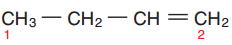 CH₃ — CH₂ — CH = CH₂
1 2